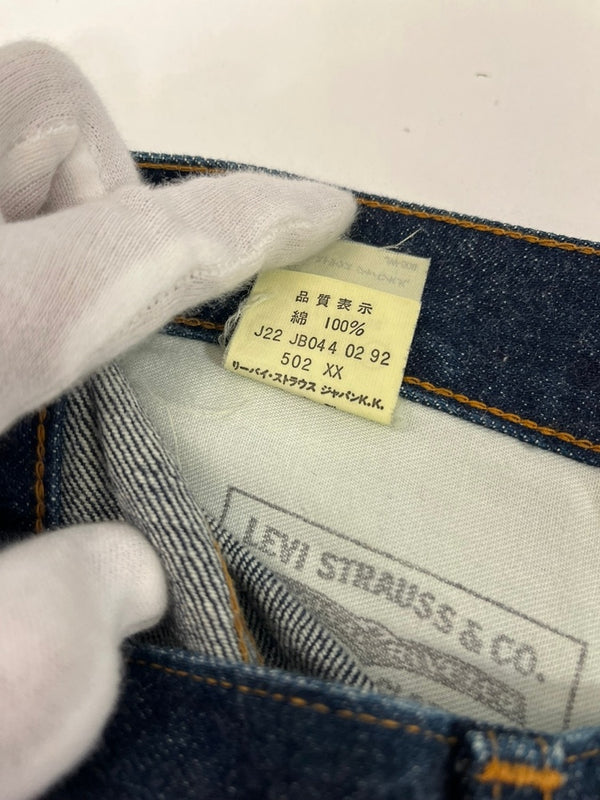 品質表示
綿 100%
J22 JB044 02 92
502 XX
リーバイ・ストラウス ジャパンK.K.
LEVI STRAUSS & CO.